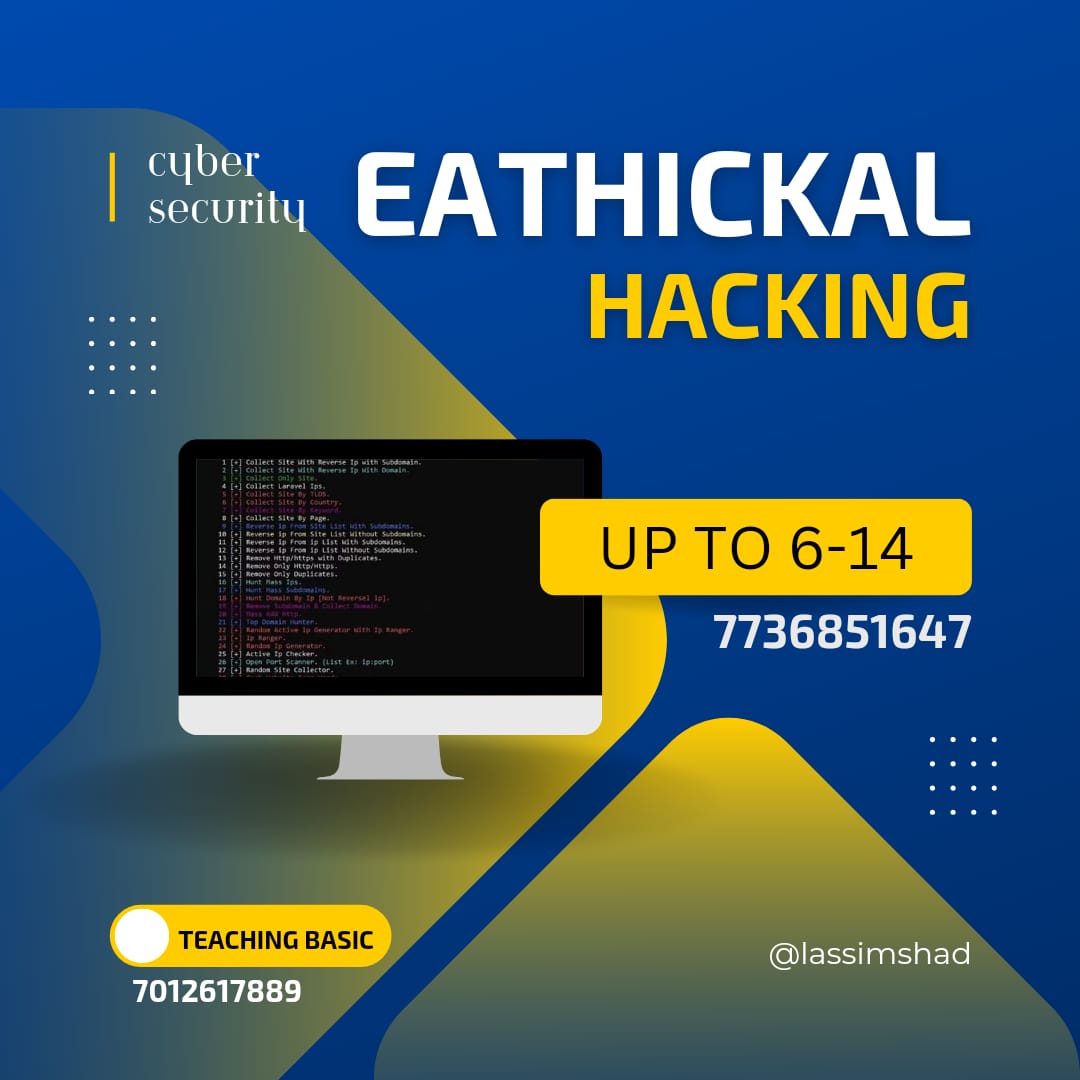 cyber
security
EATHICKAL
HACKING
1 [+] Collect Site With Reverse Ip with Subdomain.
2 [+] Collect Site With Reverse Ip With Domain.
3 [+] Collect Only Site.
4 [+] Collect Laravel Ips.
5 [+] Collect Site By TLDS.
6 [+] Collect Site By Country.
7 [+] Collect Site By Keyword.
8 [+] Collect Site By Page.
9 [+] Reverse ip From Site List With Subdomains.
10 [+] Reverse ip From Site List Without Subdomains.
11 [+] Reverse ip From ip List With Subdomains.
12 [+] Reverse ip From ip List Without Subdomains.
13 [+] Remove Http/https with Duplicates.
14 [+] Remove Only Http/Https.
15 [+] Remove Only Duplicates.
16 [+] Hunt Mass Ips.
17 [+] Hunt Mass Subdomains.
18 [+] Hunt Domain By Ip [Not Reversel ip].
19 [+] Remove Subdomain & Collect Domain.
20 [+] Mass Add http.
21 [+] Top Domain Hunter.
22 [+] Random Active Ip Generator With Ip Ranger.
23 [+] Ip Ranger.
24 [+] Random Ip Generator.
25 [+] Active Ip Checker.
26 [+] Open Port Scanner. (List Ex: ip:port)
27 [+] Random Site Collector.
UP TO 6-14
7736851647
TEACHING BASIC
7012617889
@lassimshad